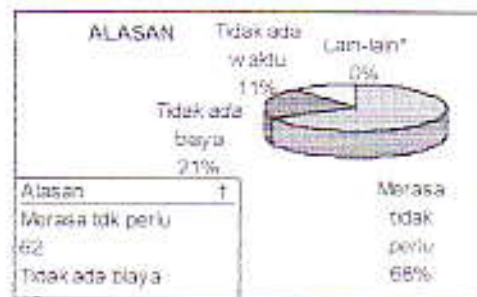 ALASAN
Tidak ada
waktu
11%
Lain-lain*
0%
Tidak ada
biaya
21%
Merasa
tidak
perlu
68%
Alasan †
Merasa tdk perlu
62
Tidak ada biaya